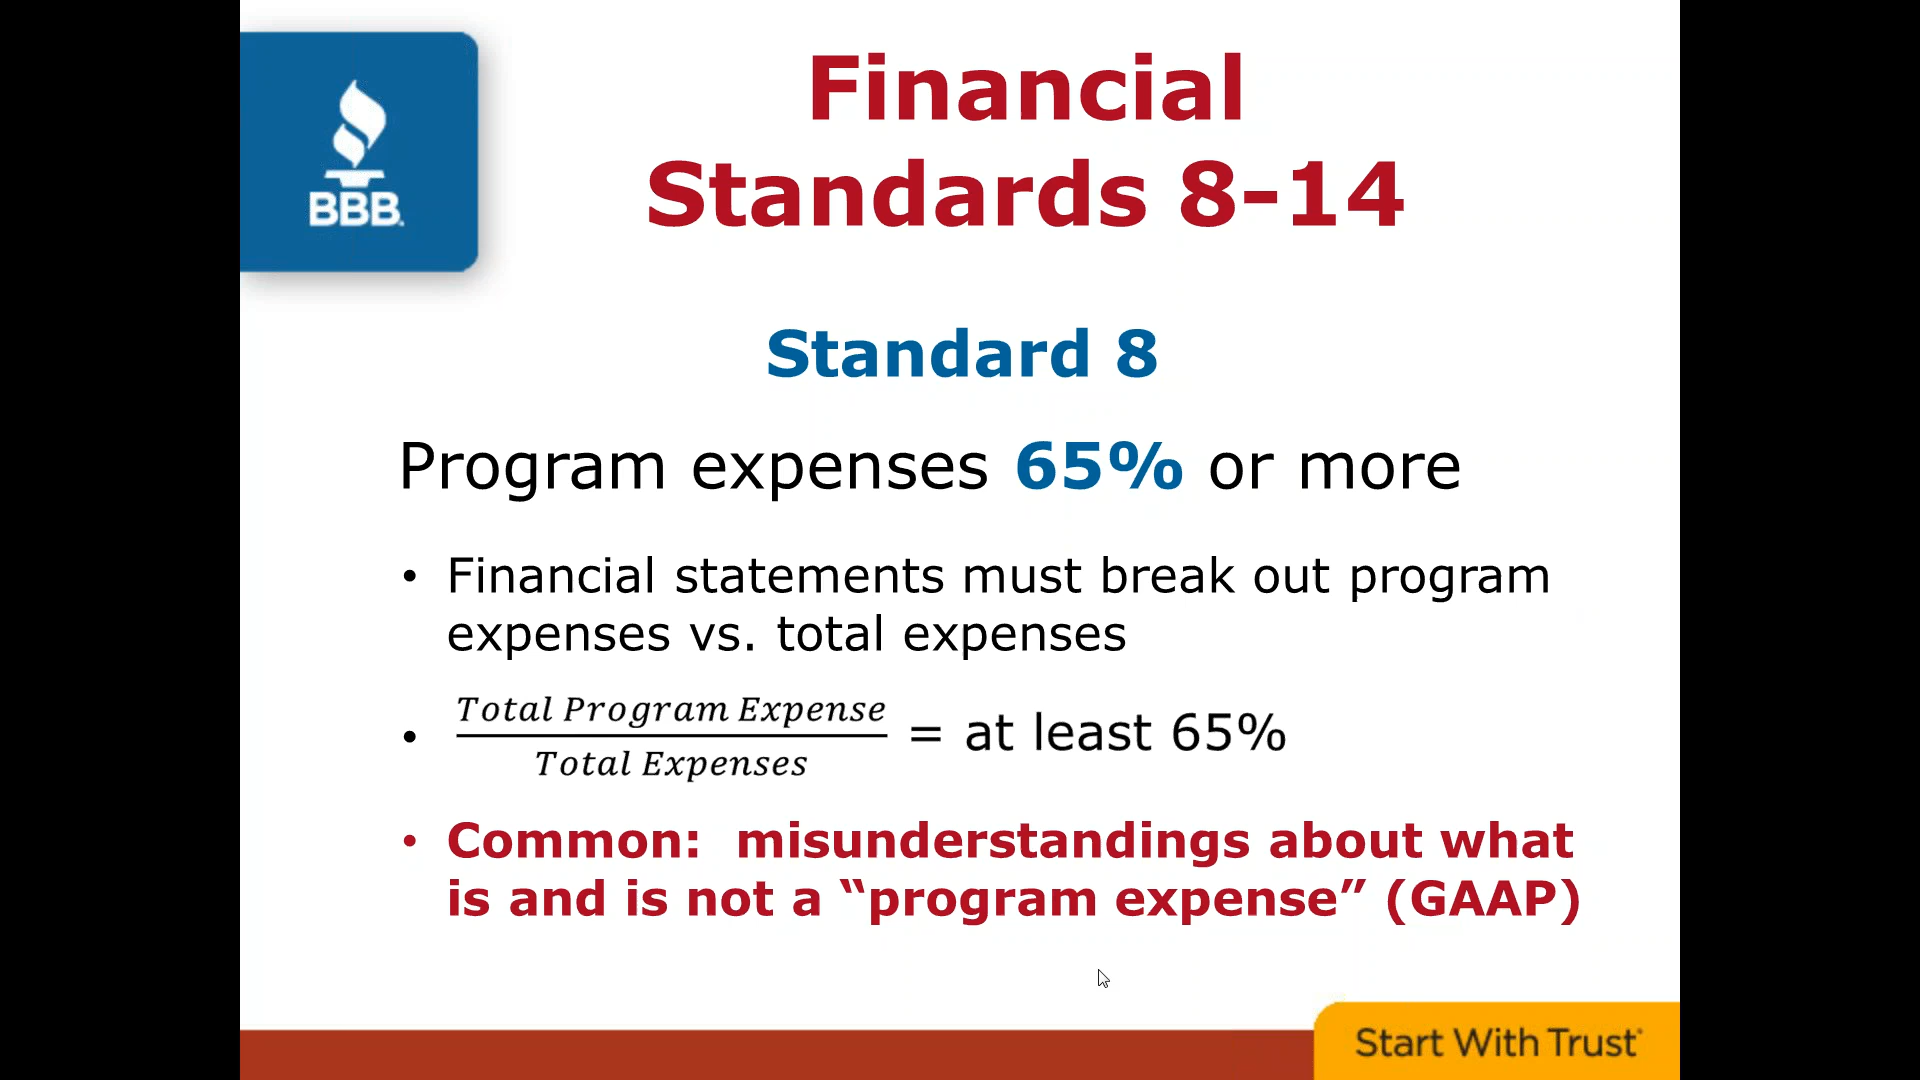 BBB.
Financial
Standards 8-14
Standard 8
Program expenses 65% or more
• Financial statements must break out program
expenses vs. total expenses
• Total Program Expense
Total Expenses
= at least 65%
• Common: misunderstandings about what
is and is not a “program expense” (GAAP)
Start With Trust